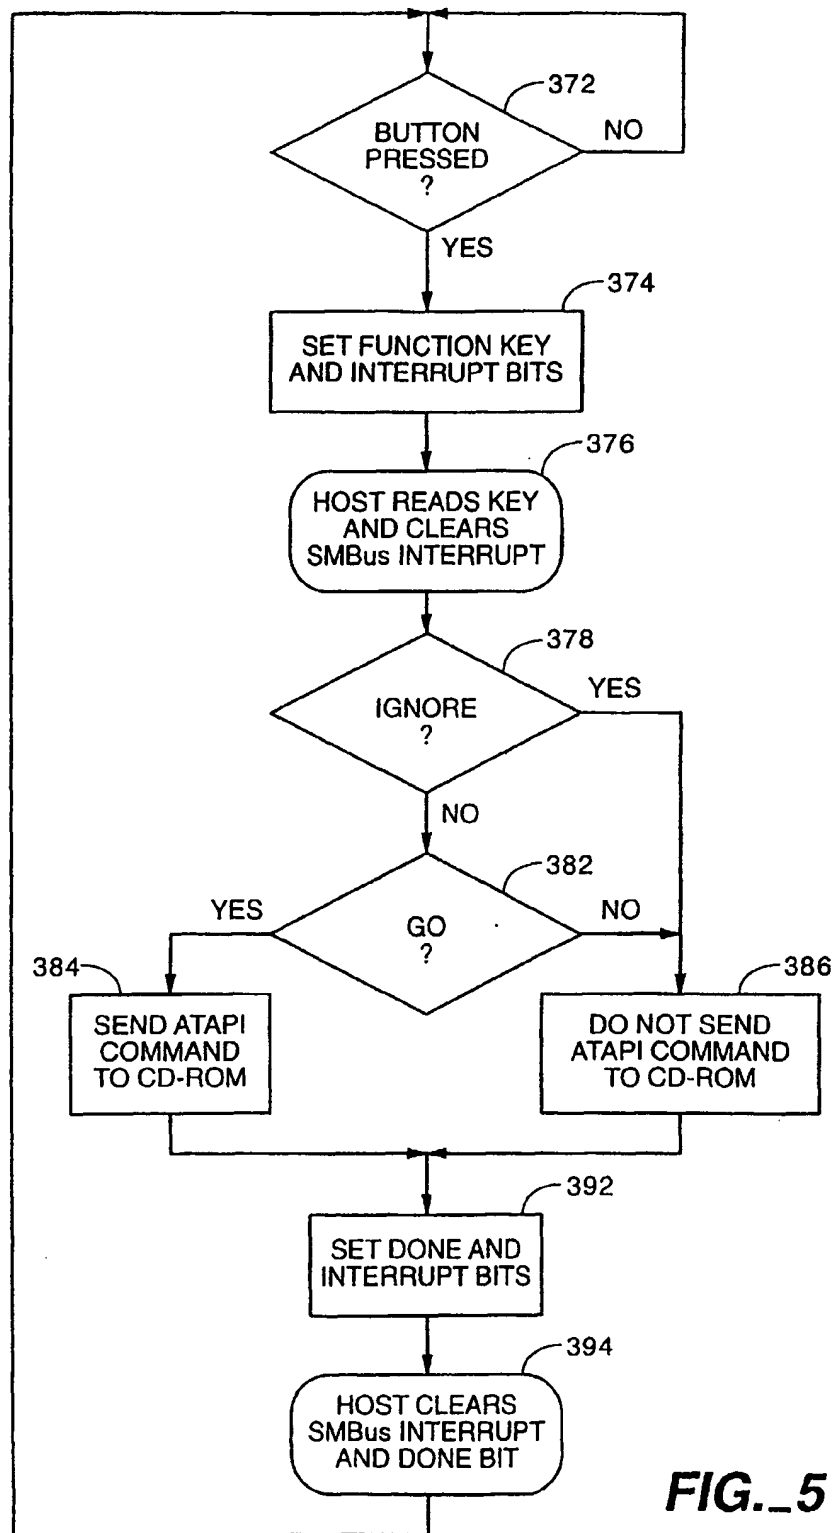 372
BUTTON
PRESSED
?
NO
YES
374
SET FUNCTION KEY
AND INTERRUPT BITS
376
HOST READS KEY
AND CLEARS
SMBus INTERRUPT
378
IGNORE
?
YES
NO
382
GO
?
YES
NO
384
SEND ATAPI
COMMAND
TO CD-ROM
386
DO NOT SEND
ATAPI COMMAND
TO CD-ROM
392
SET DONE AND
INTERRUPT BITS
394
HOST CLEARS
SMBus INTERRUPT
AND DONE BIT
FIG._5